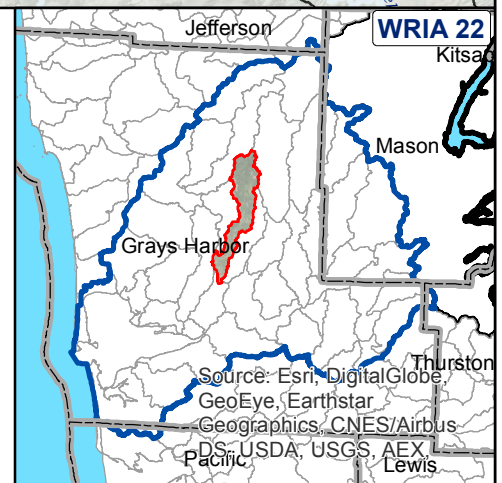 Jefferson
WRIA 22
Kitsap
Mason
Grays Harbor
Thurston
Source: Esri, DigitalGlobe,
GeoEye, Earthstar
Geographics, CNES/Airbus
DS, USDA, USGS, AEX,
Pacific
Lewis